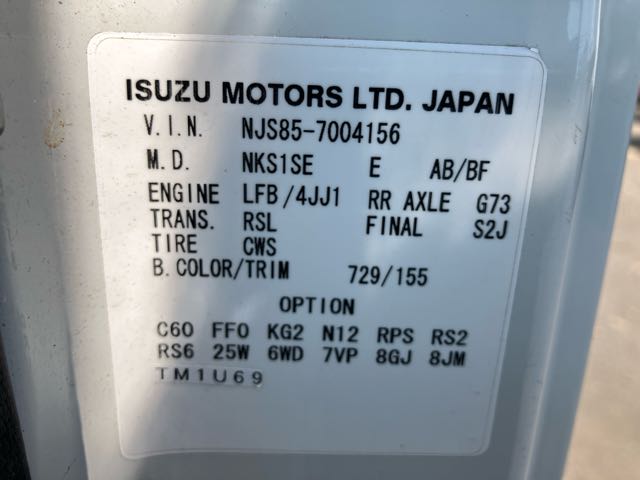 ISUZU MOTORS LTD. JAPAN
V.I.N. NJS85-7004156
M.D. NKS1SE E AB/BF
ENGINE LFB/4JJ1 RR AXLE G73
TRANS. RSL FINAL S2J
TIRE CWS
B.COLOR/TRIM 729/155
OPTION
C60 FF0 KG2 N12 RPS RS2
RS6 25W 6WD 7VP 8GJ 8JM
TM1U69